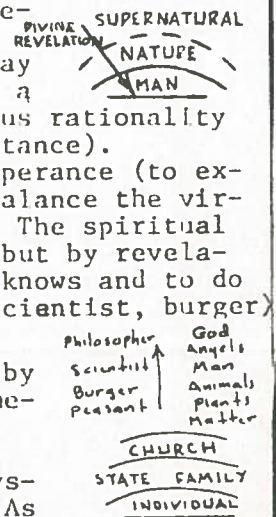 e-
SUPERNATURAL
DIVINE
REVELATION
ay
NATURE
a
MAN
us rationality
tance).
perance (to ex-
alance the vir-
The spiritual
but by revela-
knows and to do
cientist, burger)
Philosopher
Scientist
Burger
Peasant
God
Angels
Man
Animals
Plants
Matter
by
ne-
CHURCH
ys-
STATE FAMILY
As
INDIVIDUAL